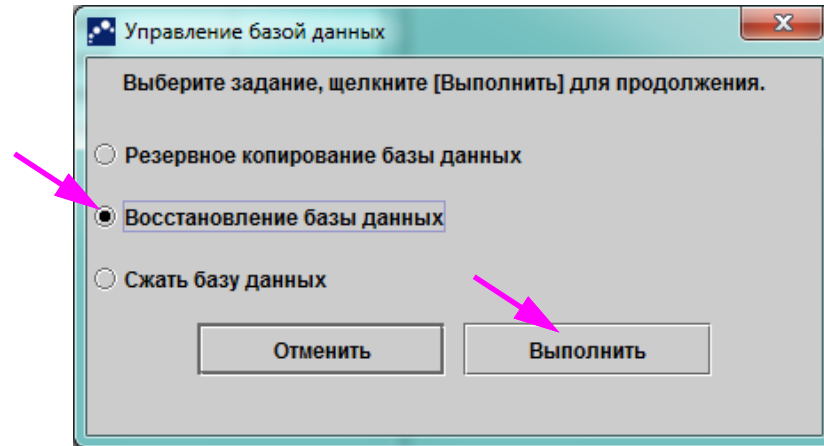 Управление базой данных
Выберите задание, щелкните [Выполнить] для продолжения.
Резервное копирование базы данных
Восстановление базы данных
Сжать базу данных
Отменить
Выполнить